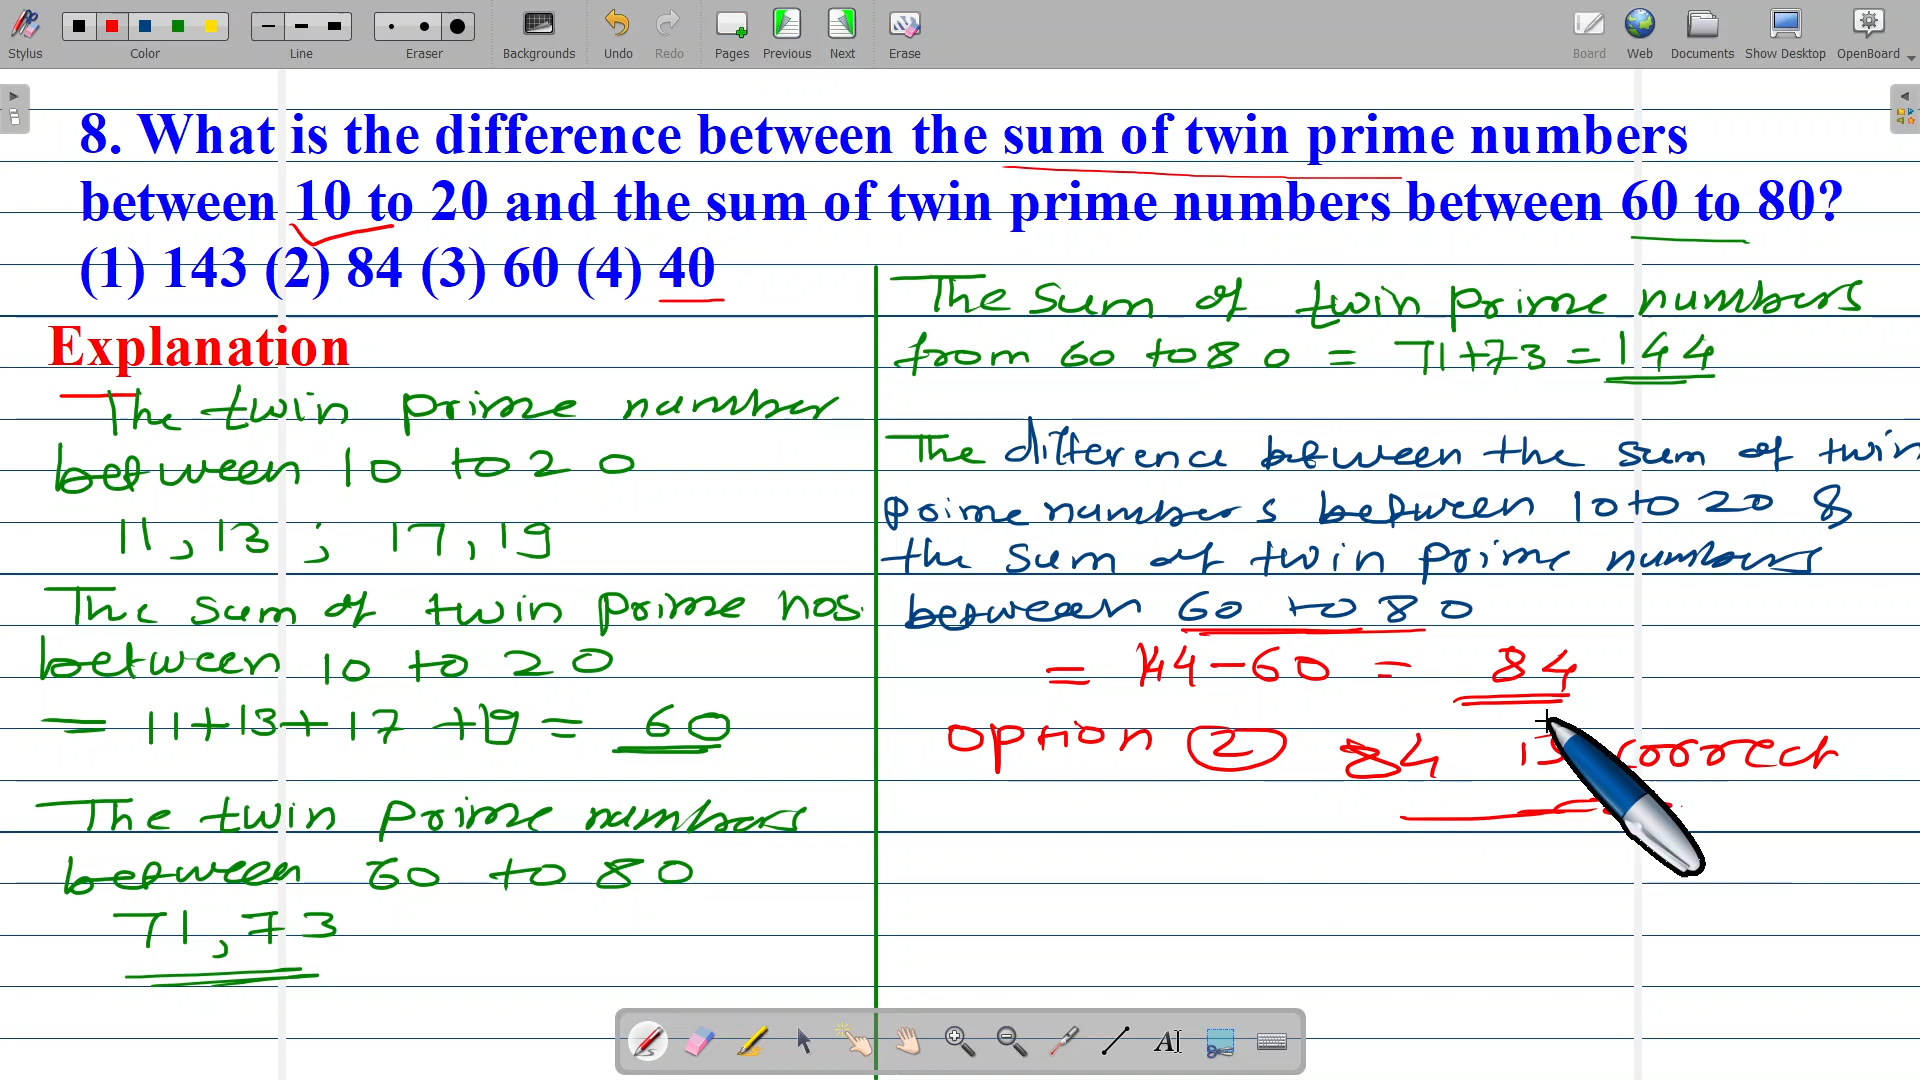 Stylus
Color
Line
Eraser
Backgrounds
Undo
Redo
Pages
Previous
Next
Erase
Board
Web
Documents
Show Desktop
OpenBoard
8. What is the difference between the sum of twin prime numbers
between 10 to 20 and the sum of twin prime numbers between 60 to 80?
(1) 143 (2) 84 (3) 60 (4) 40
Explanation
The twin prime number
between 10 to 20
11, 13 ; 17, 19
The sum of twin prime nos.
between 10 to 20
= 11+13+ 17 +19 = 60
The twin prime numbers
between 60 to 80
71, 73
The sum of twin prime numbers
from 60 to 80 = 71+73 = 144
The difference between the sum of twin
prime numbers between 10 to 20 &
the sum of twin prime numbers
between 60 to 80
= 144-60 = 84
option 2 84 is correct